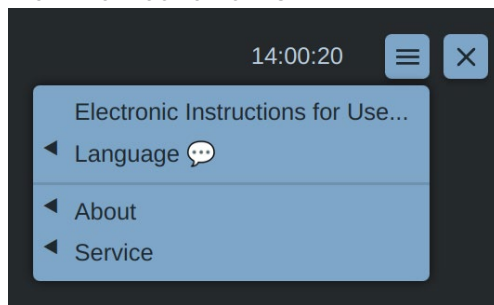 14:00:20
Electronic Instructions for Use...
Language 💬
About
Service